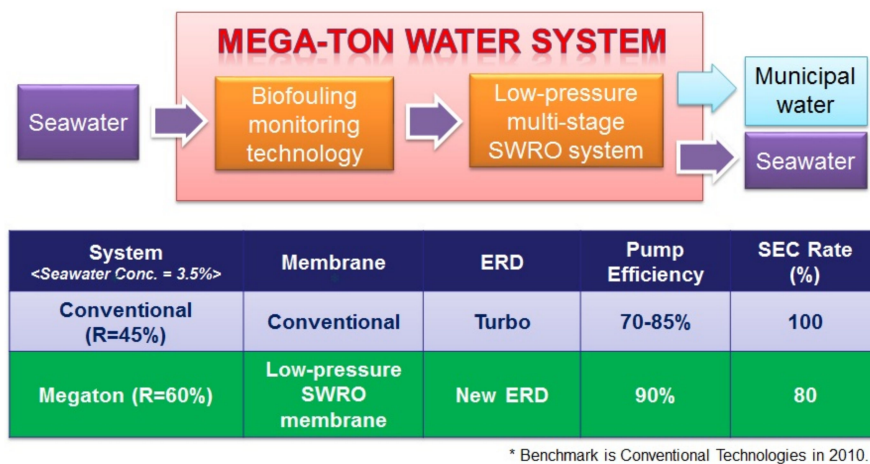 MEGA-TON WATER SYSTEM
Seawater
Biofouling
monitoring
technology
Low-pressure
multi-stage
SWRO system
Municipal
water
Seawater
System
<Seawater Conc. = 3.5%>
Membrane
ERD
Pump
Efficiency
SEC Rate
(%)
Conventional
(R=45%)
Conventional
Turbo
70-85%
100
Megaton (R=60%)
Low-pressure
SWRO
membrane
New ERD
90%
80
* Benchmark is Conventional Technologies in 2010.